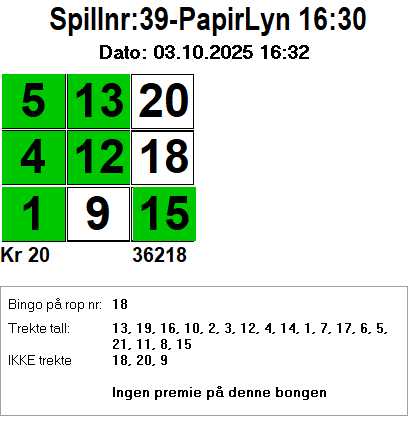 Spillnr:39-PapirLyn 16:30
Dato: 03.10.2025 16:32
5 13 20
4 12 18
1 9 15
Kr 20 36218
Bingo på rop nr: 18
Trekte tall: 13, 19, 16, 10, 2, 3, 12, 4, 14, 1, 7, 17, 6, 5,
21, 11, 8, 15
IKKE trekte 18, 20, 9
Ingen premie på denne bongen